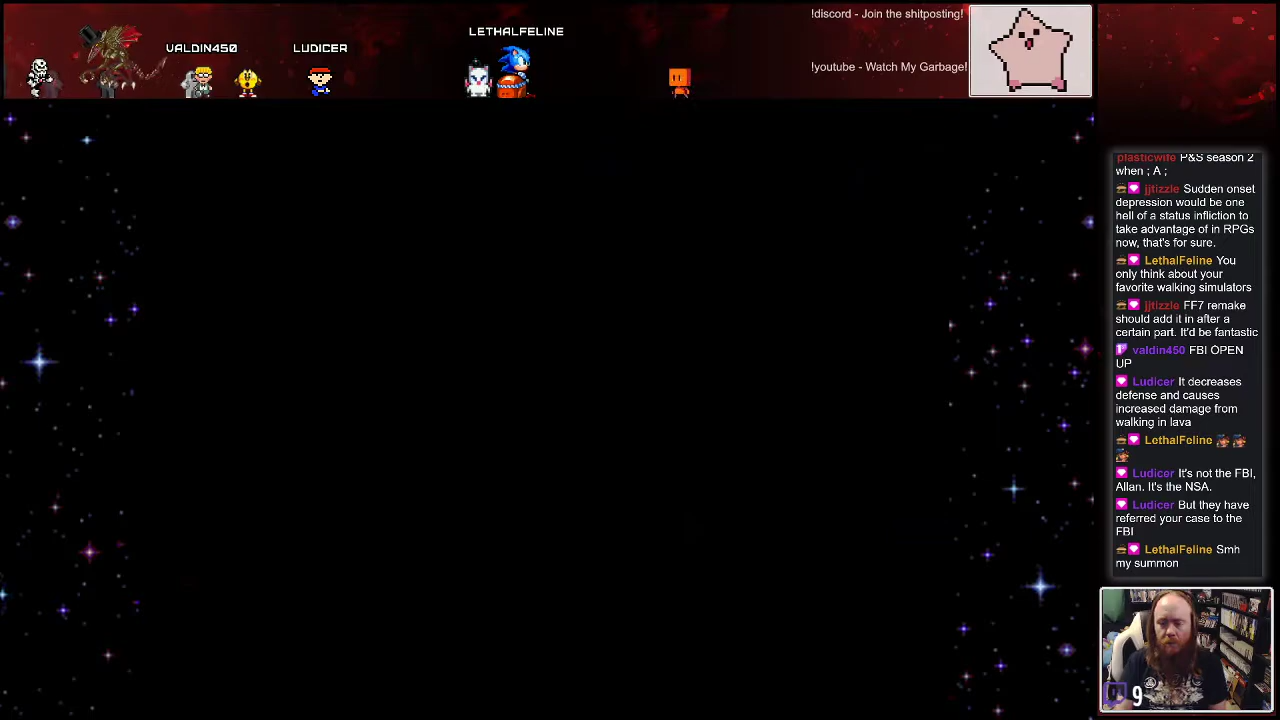 !discord - Join the shitposting!
LETHALFELINE
VALDIN450
LUDICER
!youtube - Watch My Garbage!
plasticwife P&S season 2
when ; A ;
jjtizzle Sudden onset
depression would be one
hell of a status infliction to
take advantage of in RPGs
now, that's for sure.
LethalFeline You
only think about your
favorite walking simulators
jjtizzle FF7 remake
should add it in after a
certain part. It'd be fantastic
valdin450 FBI OPEN
UP
Ludicer It decreases
defense and causes
increased damage from
walking in lava
LethalFeline
Ludicer It's not the FBI,
Allan. It's the NSA.
Ludicer But they have
referred your case to the
FBI
LethalFeline Smh
my summon
9